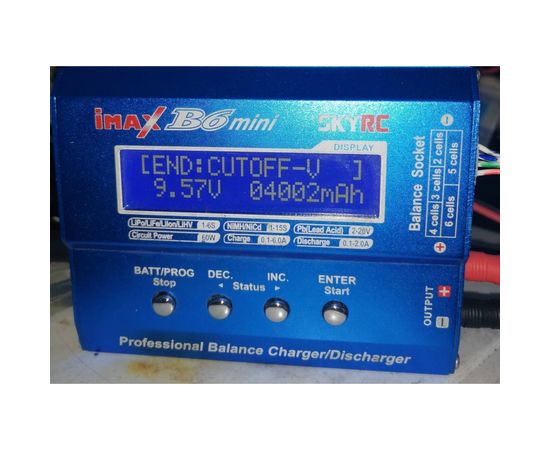 iMAX B6 mini SKYRC
DISPLAY
[END:CUTOFF-V ]
9.57V 04002mAh
LiPo/LiFe/LiIon/LiHV 1-6S NiMH/NiCd 1-15S Pb(Lead Acid) 2-20V
Circuit Power 60W Charge 0.1-6.0A Discharge 0.1-2.0A
BATT/PROG DEC. INC. ENTER
Stop ◄ Status ► Start
Professional Balance Charger/Discharger
Balance Socket
4 cells 3 cells 2 cells
6 cells 5 cells
OUTPUT